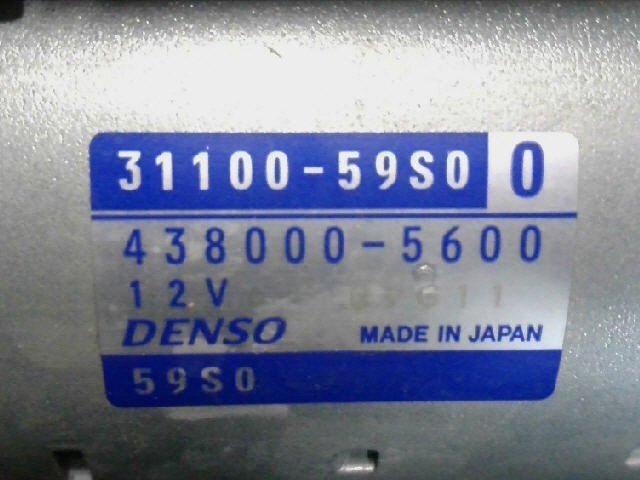 31100-59S0 0
438000-5600
12V
DENSO MADE IN JAPAN
59S0